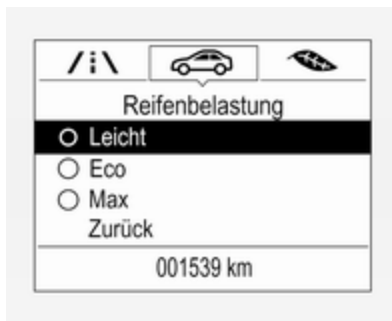 Reifenbelastung
Leicht
Eco
Max
Zurück
001539 km